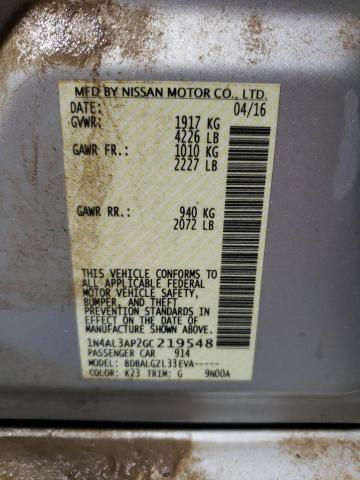 MFD BY NISSAN MOTOR CO., LTD.
DATE: 04/16
GVWR: 1917 KG
4226 LB
GAWR FR.: 1010 KG
2227 LB
GAWR RR.: 940 KG
2072 LB
THIS VEHICLE CONFORMS TO
ALL APPLICABLE FEDERAL
MOTOR VEHICLE SAFETY,
BUMPER, AND THEFT
PREVENTION STANDARDS IN
EFFECT ON THE DATE OF
MANUFACTURE SHOWN ABOVE.
1N4AL3AP2GC219548
PASSENGER CAR 914
MODEL: BDBALGZL33EVA-----
COLOR: K23 TRIM: G 9N00A